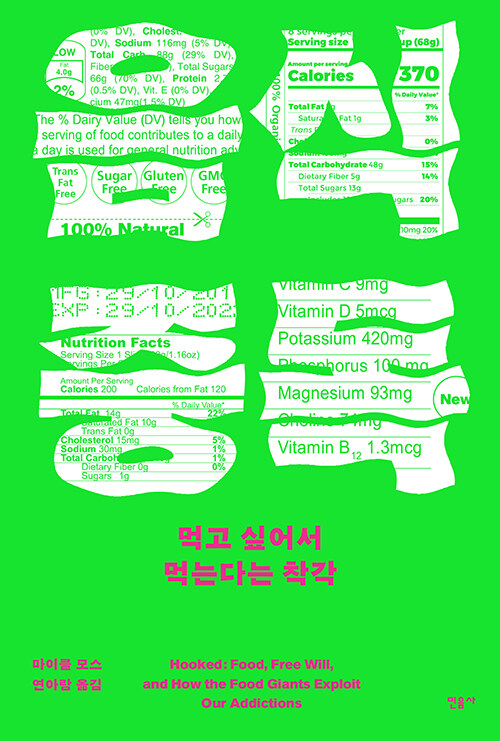 음식
중독
(0% DV), Cholest
DV), Sodium 116mg (5% DV
Total Carb 88g (29% DV),
Fiber
, Total Sugars
66g (70% DV), Protein 2.
(0.5% DV), Vit. E (0% DV)
cium 47mg(1.5% DV)
LOW
Fat
4,0g
2%
The % Dairy Value (DV) tells you how
serving of food contributes to a daily
a day is used for general nutrition adv
Trans Fat Free
Sugar Free
Gluten Free
GMO Free
100% Natural
8 servings per
Serving size
up (68g)
100% Organi
Amount per serving
Calories 370
% Daily Value*
Total Fat 7%
Saturated Fat 1g 3%
Trans F
Cho 0%
Total Carbohydrate 48g 15%
Dietary Fiber 5g 14%
Total Sugars 13g
ugars 20%
10mg 20%
MFG:29/10/201
EXP:29/10/202
Nutrition Facts
Serving Size 1 Sl g/1.16oz)
Servings Per
Amount Per Serving
Calories 200 Calories from Fat 120
% Daily Value*
Total Fat 14g 22%
Saturated Fat 10g
Trans Fat 0g
Cholesterol 15mg 5%
Sodium 30mg 1%
Total Carboh 1%
Dietary Fiber 0g 0%
Sugars 1g
Vitamin C 9mg
Vitamin D 5mcg
Potassium 420mg
Phosphorus 100 mg
Magnesium 93mg
New
Choline 71mg
Vitamin B12 1.3mcg
먹고 싶어서
먹는다는 착각
마이클 모스
연아람 옮김
Hooked: Food, Free Will,
and How the Food Giants Exploit
Our Addictions
민음사